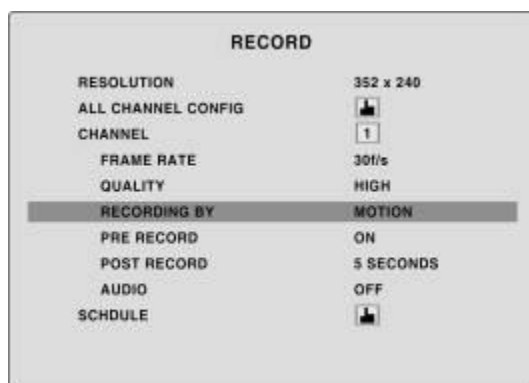 RECORD
RESOLUTION 352 x 240
ALL CHANNEL CONFIG
CHANNEL 1
FRAME RATE 30f/s
QUALITY HIGH
RECORDING BY MOTION
PRE RECORD ON
POST RECORD 5 SECONDS
AUDIO OFF
SCHDULE